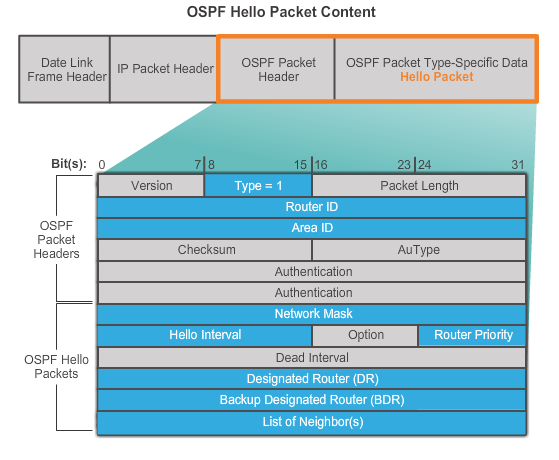 OSPF Hello Packet Content
Date Link
Frame Header
IP Packet Header
OSPF Packet
Header
OSPF Packet Type-Specific Data
Hello Packet
Bit(s): 0 7 8 15 16 23 24 31
OSPF
Packet
Headers
Version Type = 1 Packet Length
Router ID
Area ID
Checksum AuType
Authentication
Authentication
OSPF Hello
Packets
Network Mask
Hello Interval Option Router Priority
Dead Interval
Designated Router (DR)
Backup Designated Router (BDR)
List of Neighbor(s)